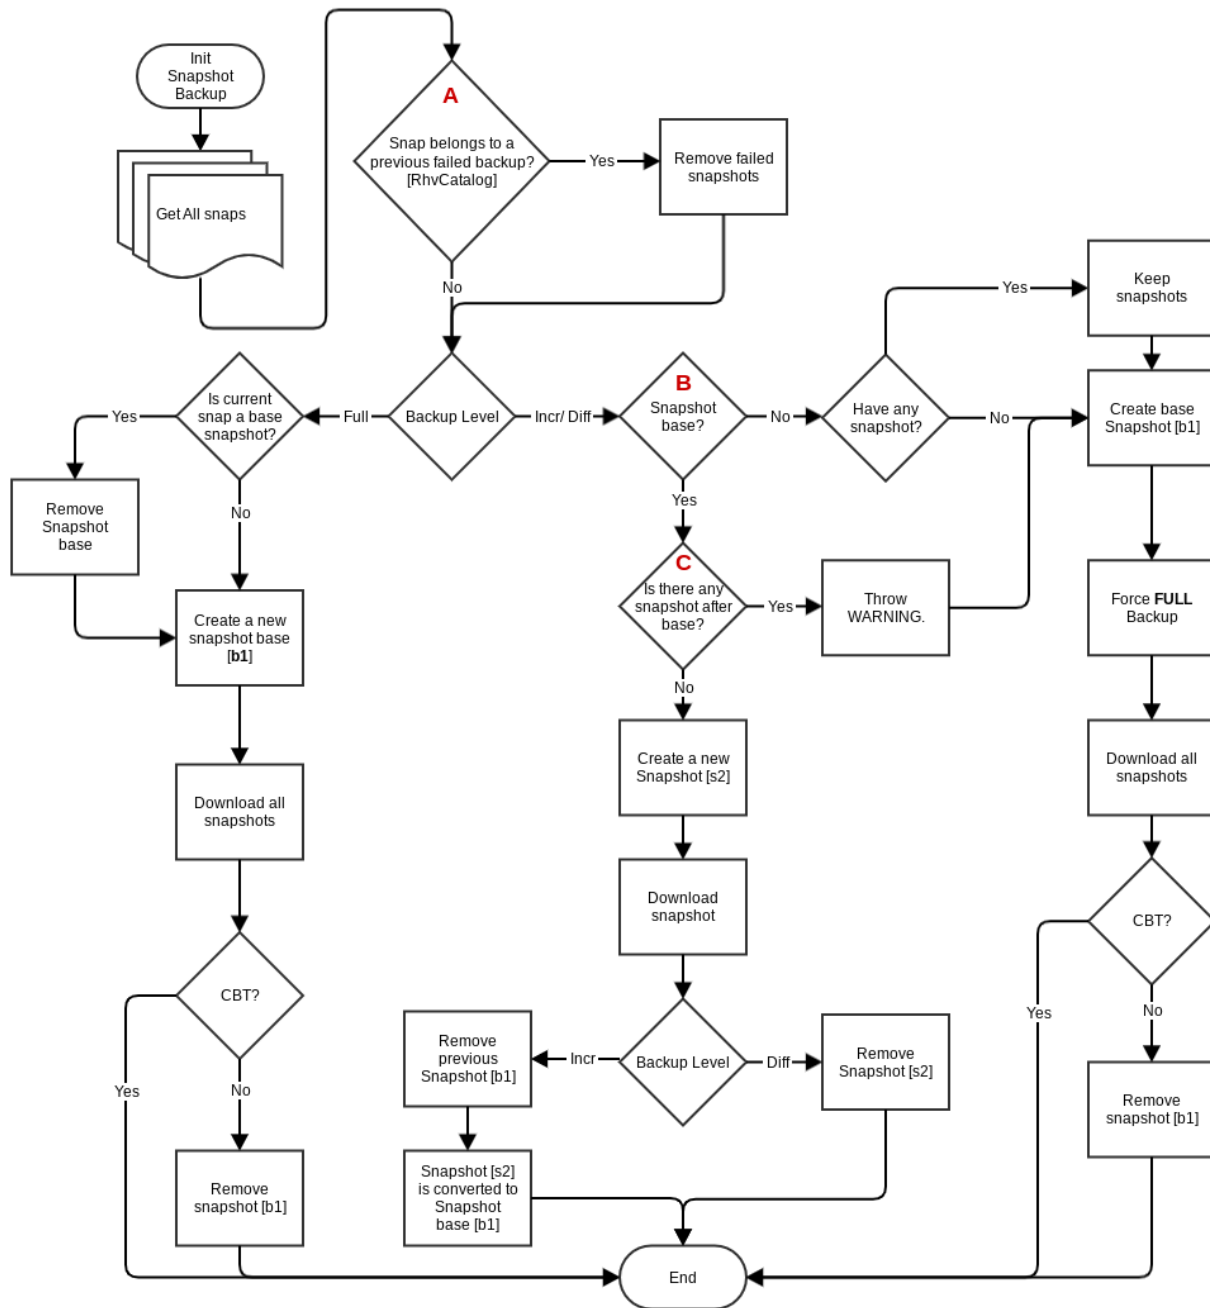 Init
Snapshot
Backup
Get All snaps
A
Snap belongs to a
previous failed backup?
[RhvCatalog]
Yes
Remove failed
snapshots
No
Yes
Keep
snapshots
Is current
snap a base
snapshot?
Yes
Full
Backup Level
Incr/ Diff
B
Snapshot
base?
No
Have any
snapshot?
No
Create base
Snapshot [b1]
Remove
Snapshot
base
No
Yes
C
Is there any
snapshot after
base?
Yes
Throw
WARNING.
Force FULL
Backup
Create a new
snapshot base
[b1]
No
Create a new
Snapshot [s2]
Download all
snapshots
Download all
snapshots
Download
snapshot
CBT?
CBT?
Yes
No
Remove
previous
Snapshot [b1]
Incr
Backup Level
Diff
Remove
Snapshot [s2]
Yes
No
Remove
snapshot [b1]
Remove
snapshot [b1]
Snapshot [s2]
is converted to
Snapshot
base [b1]
End